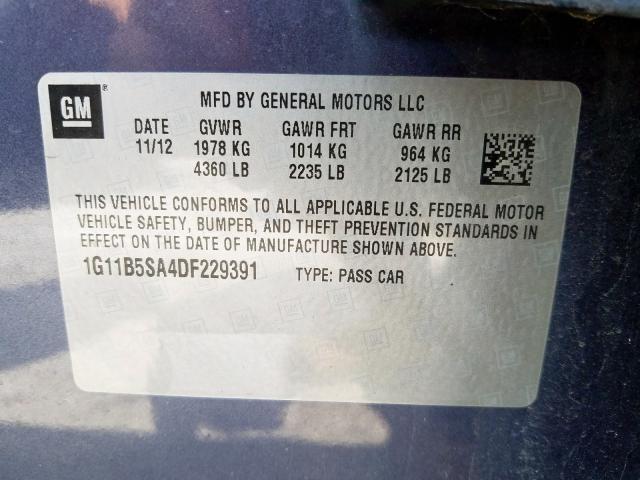 GM
MFD BY GENERAL MOTORS LLC
DATE GVWR GAWR FRT GAWR RR
11/12 1978 KG 1014 KG 964 KG
4360 LB 2235 LB 2125 LB
THIS VEHICLE CONFORMS TO ALL APPLICABLE U.S. FEDERAL MOTOR
VEHICLE SAFETY, BUMPER, AND THEFT PREVENTION STANDARDS IN
EFFECT ON THE DATE OF MANUFACTURE SHOWN ABOVE.
1G11B5SA4DF229391 TYPE: PASS CAR